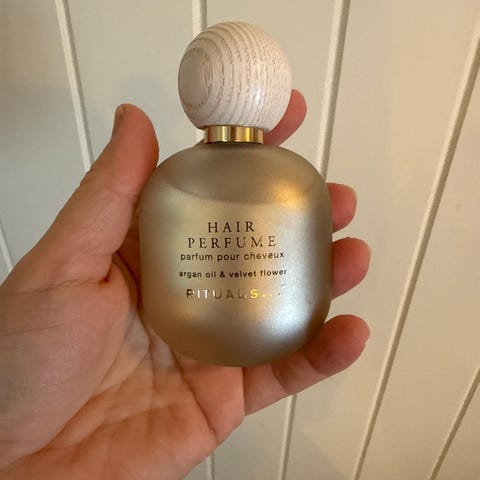 HAIR
PERFUME
parfum pour cheveux
argan oil & velvet flower
RITUALS...